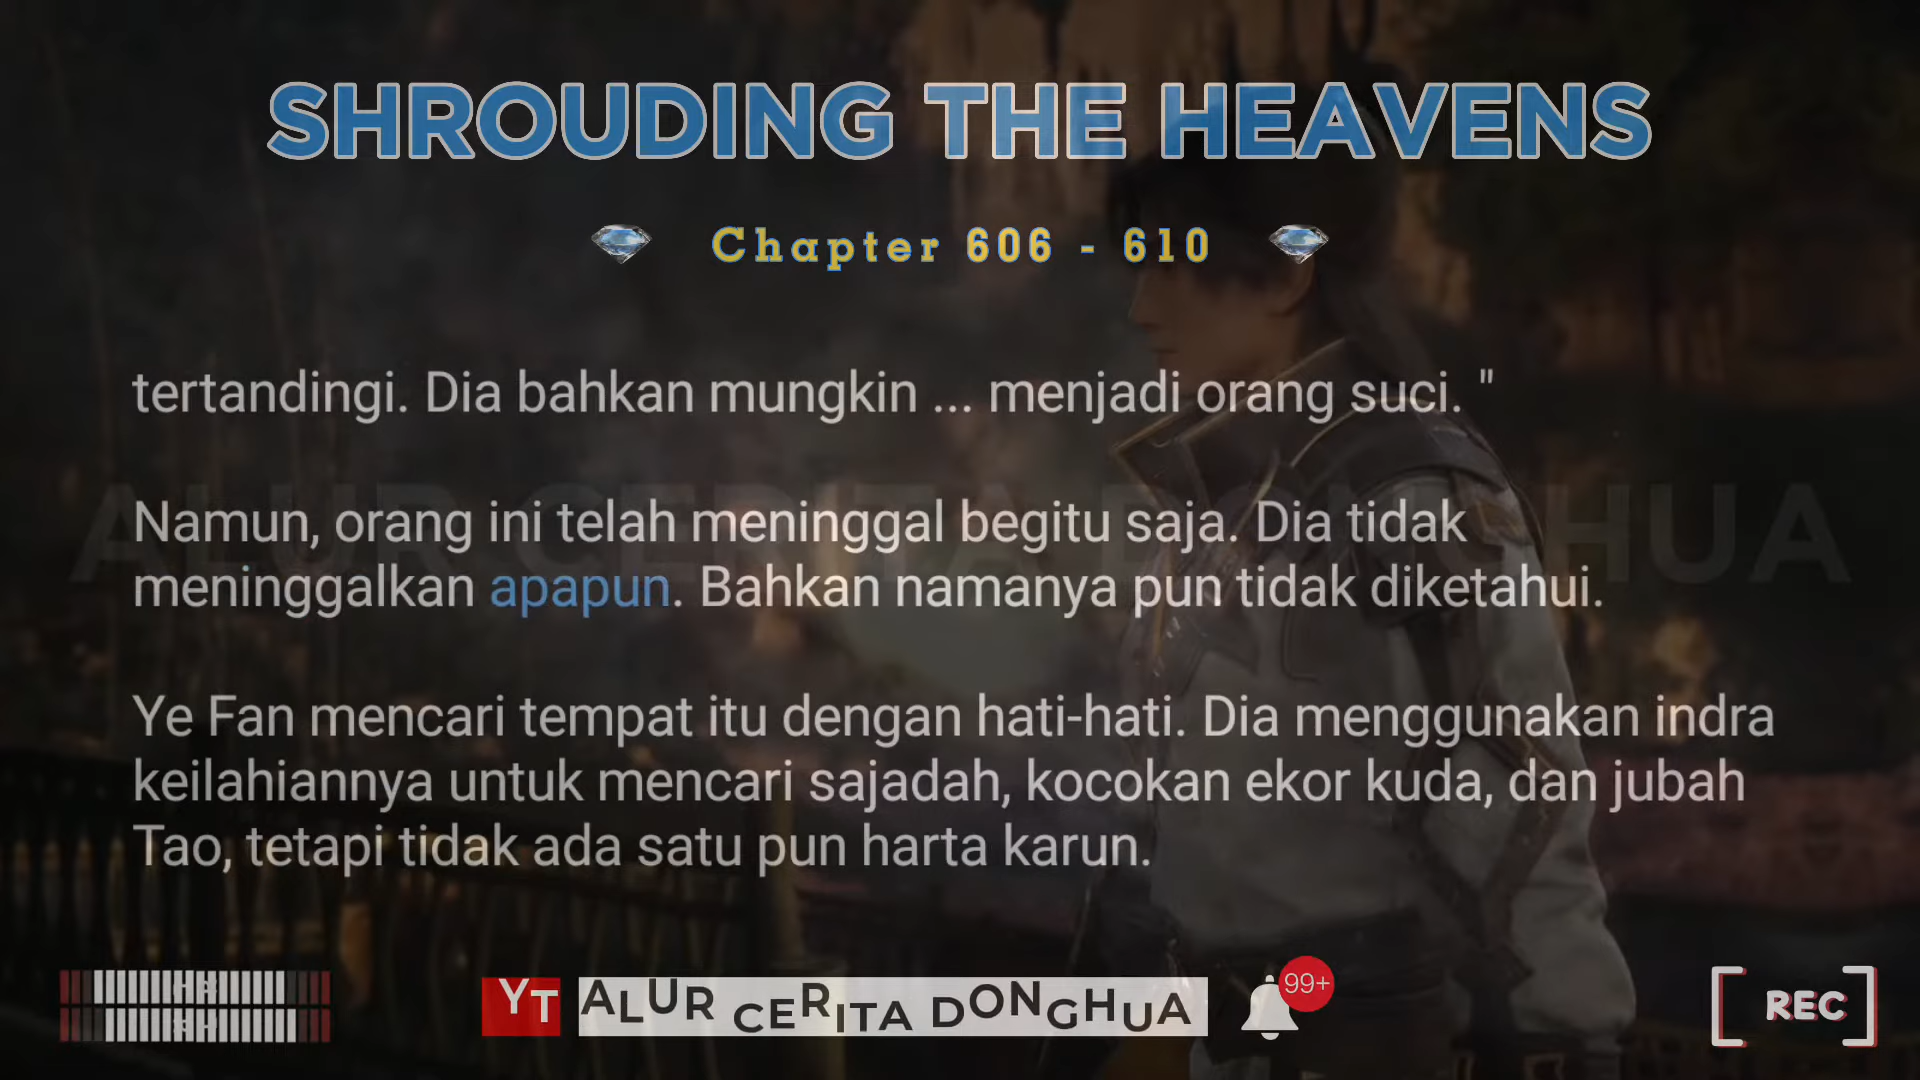 SHROUDING THE HEAVENS
Chapter 606 - 610
tertandingi. Dia bahkan mungkin ... menjadi orang suci. "
Namun, orang ini telah meninggal begitu saja. Dia tidak
meninggalkan apapun. Bahkan namanya pun tidak diketahui.
ALUR CERITA DONGHUA
Ye Fan mencari tempat itu dengan hati-hati. Dia menggunakan indra
keilahiannya untuk mencari sajadah, kocokan ekor kuda, dan jubah
Tao, tetapi tidak ada satu pun harta karun.
YT ALUR CERITA DONGHUA 99+
REC